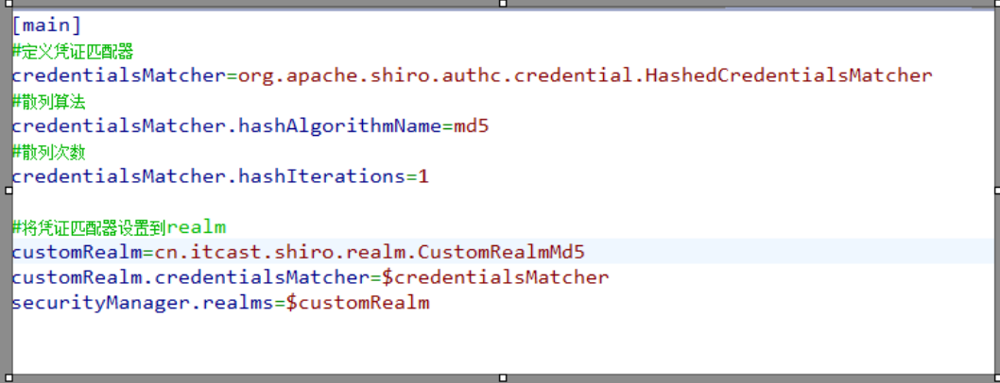 [main]
#定义凭证匹配器
credentialsMatcher=org.apache.shiro.authc.credential.HashedCredentialsMatcher
#散列算法
credentialsMatcher.hashAlgorithmName=md5
#散列次数
credentialsMatcher.hashIterations=1
#将凭证匹配器设置到realm
customRealm=cn.itcast.shiro.realm.CustomRealmMd5
customRealm.credentialsMatcher=$credentialsMatcher
securityManager.realms=$customRealm